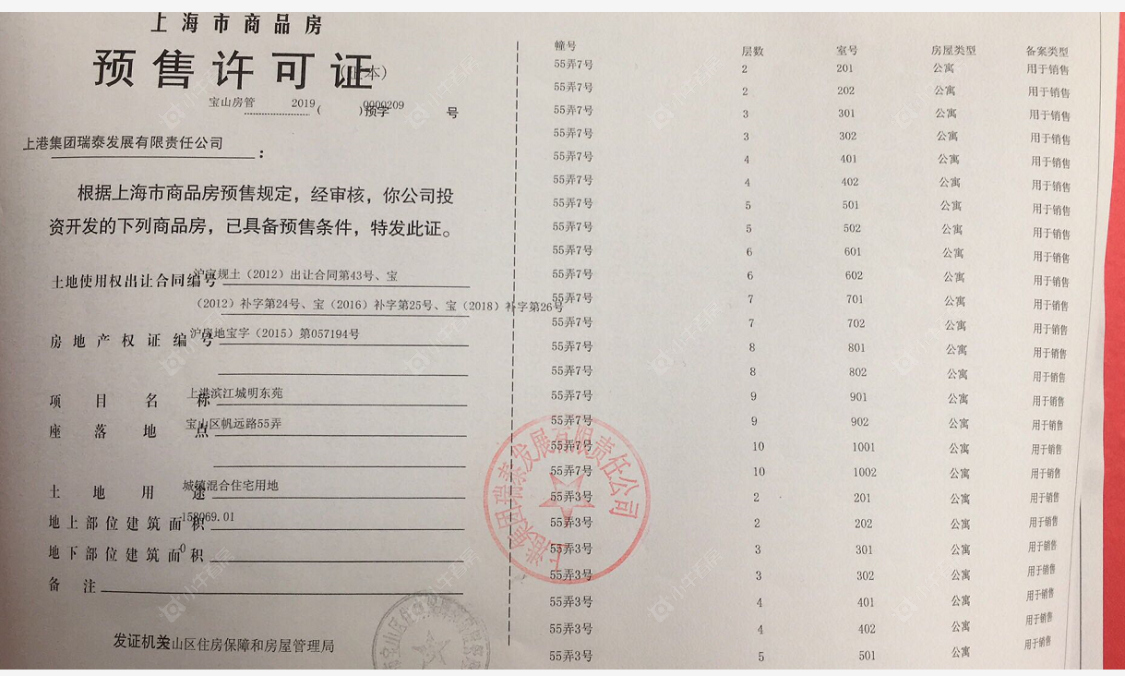 上海市商品房
预售许可证
(正本)
宝山房管 2019 ( )预字 0000209 号
上港集团瑞泰发展有限责任公司:
根据上海市商品房预售规定,经审核,你公司投
资开发的下列商品房,已具备预售条件,特发此证。
土地使用权出让合同编号 沪宝规土(2012)出让合同第43号、宝
(2012)补字第24号、宝(2016)补字第25号、宝(2018)补字第26号
房地产权证编号 沪房地宝字(2015)第057194号
项目名称 上港滨江城明东苑
座落地点 宝山区帆远路55弄
土地用途 城镇混合住宅用地
地上部位建筑面积 158069.01
地下部位建筑面积 0
备注
发证机关 宝山区住房保障和房屋管理局
幢号 层数 室号 房屋类型 备案类型
55弄7号 2 201 公寓 用于销售
55弄7号 2 202 公寓 用于销售
55弄7号 3 301 公寓 用于销售
55弄7号 3 302 公寓 用于销售
55弄7号 4 401 公寓 用于销售
55弄7号 4 402 公寓 用于销售
55弄7号 5 501 公寓 用于销售
55弄7号 5 502 公寓 用于销售
55弄7号 6 601 公寓 用于销售
55弄7号 6 602 公寓 用于销售
55弄7号 7 701 公寓 用于销售
55弄7号 7 702 公寓 用于销售
55弄7号 8 801 公寓 用于销售
55弄7号 8 802 公寓 用于销售
55弄7号 9 901 公寓 用于销售
55弄7号 9 902 公寓 用于销售
55弄7号 10 1001 公寓 用于销售
55弄7号 10 1002 公寓 用于销售
55弄3号 2 201 公寓 用于销售
55弄3号 2 202 公寓 用于销售
55弄3号 3 301 公寓 用于销售
55弄3号 3 302 公寓 用于销售
55弄3号 4 401 公寓 用于销售
55弄3号 4 402 公寓 用于销售
55弄3号 5 501 公寓 用于销售
上港集团瑞泰发展有限责任公司